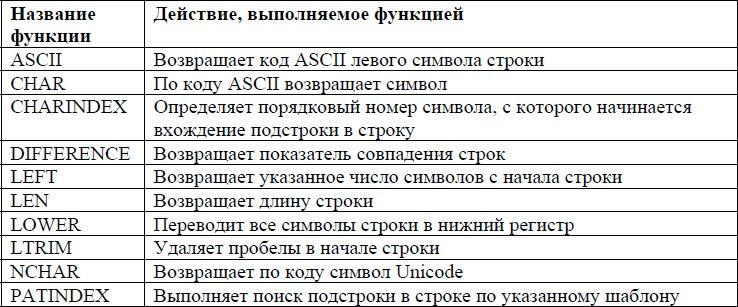 Название функции
Действие, выполняемое функцией
ASCII Возвращает код ASCII левого символа строки
CHAR По коду ASCII возвращает символ
CHARINDEX Определяет порядковый номер символа, с которого начинается
вхождение подстроки в строку
DIFFERENCE Возвращает показатель совпадения строк
LEFT Возвращает указанное число символов с начала строки
LEN Возвращает длину строки
LOWER Переводит все символы строки в нижний регистр
LTRIM Удаляет пробелы в начале строки
NCHAR Возвращает по коду символ Unicode
PATINDEX Выполняет поиск подстроки в строке по указанному шаблону